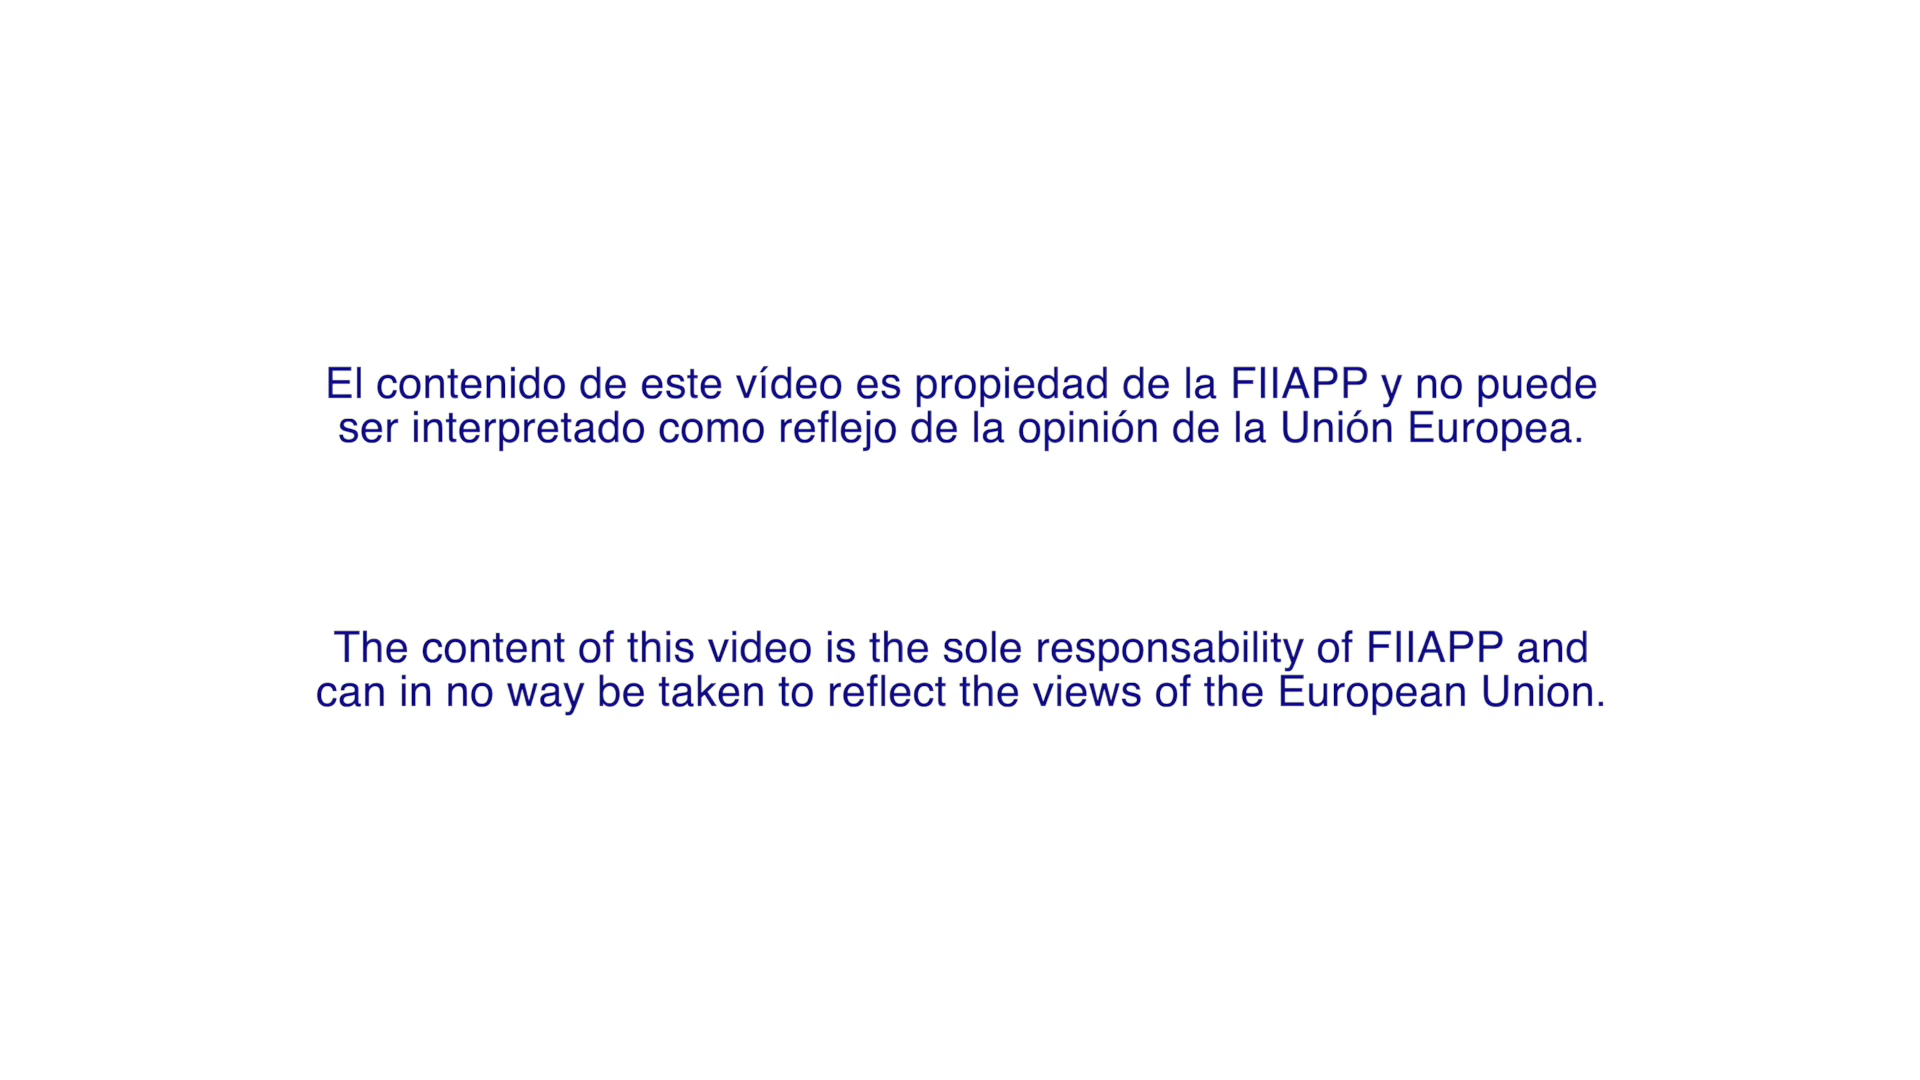 El contenido de este vídeo es propiedad de la FIIAPP y no puede
ser interpretado como reflejo de la opinión de la Unión Europea.
The content of this video is the sole responsability of FIIAPP and
can in no way be taken to reflect the views of the European Union.